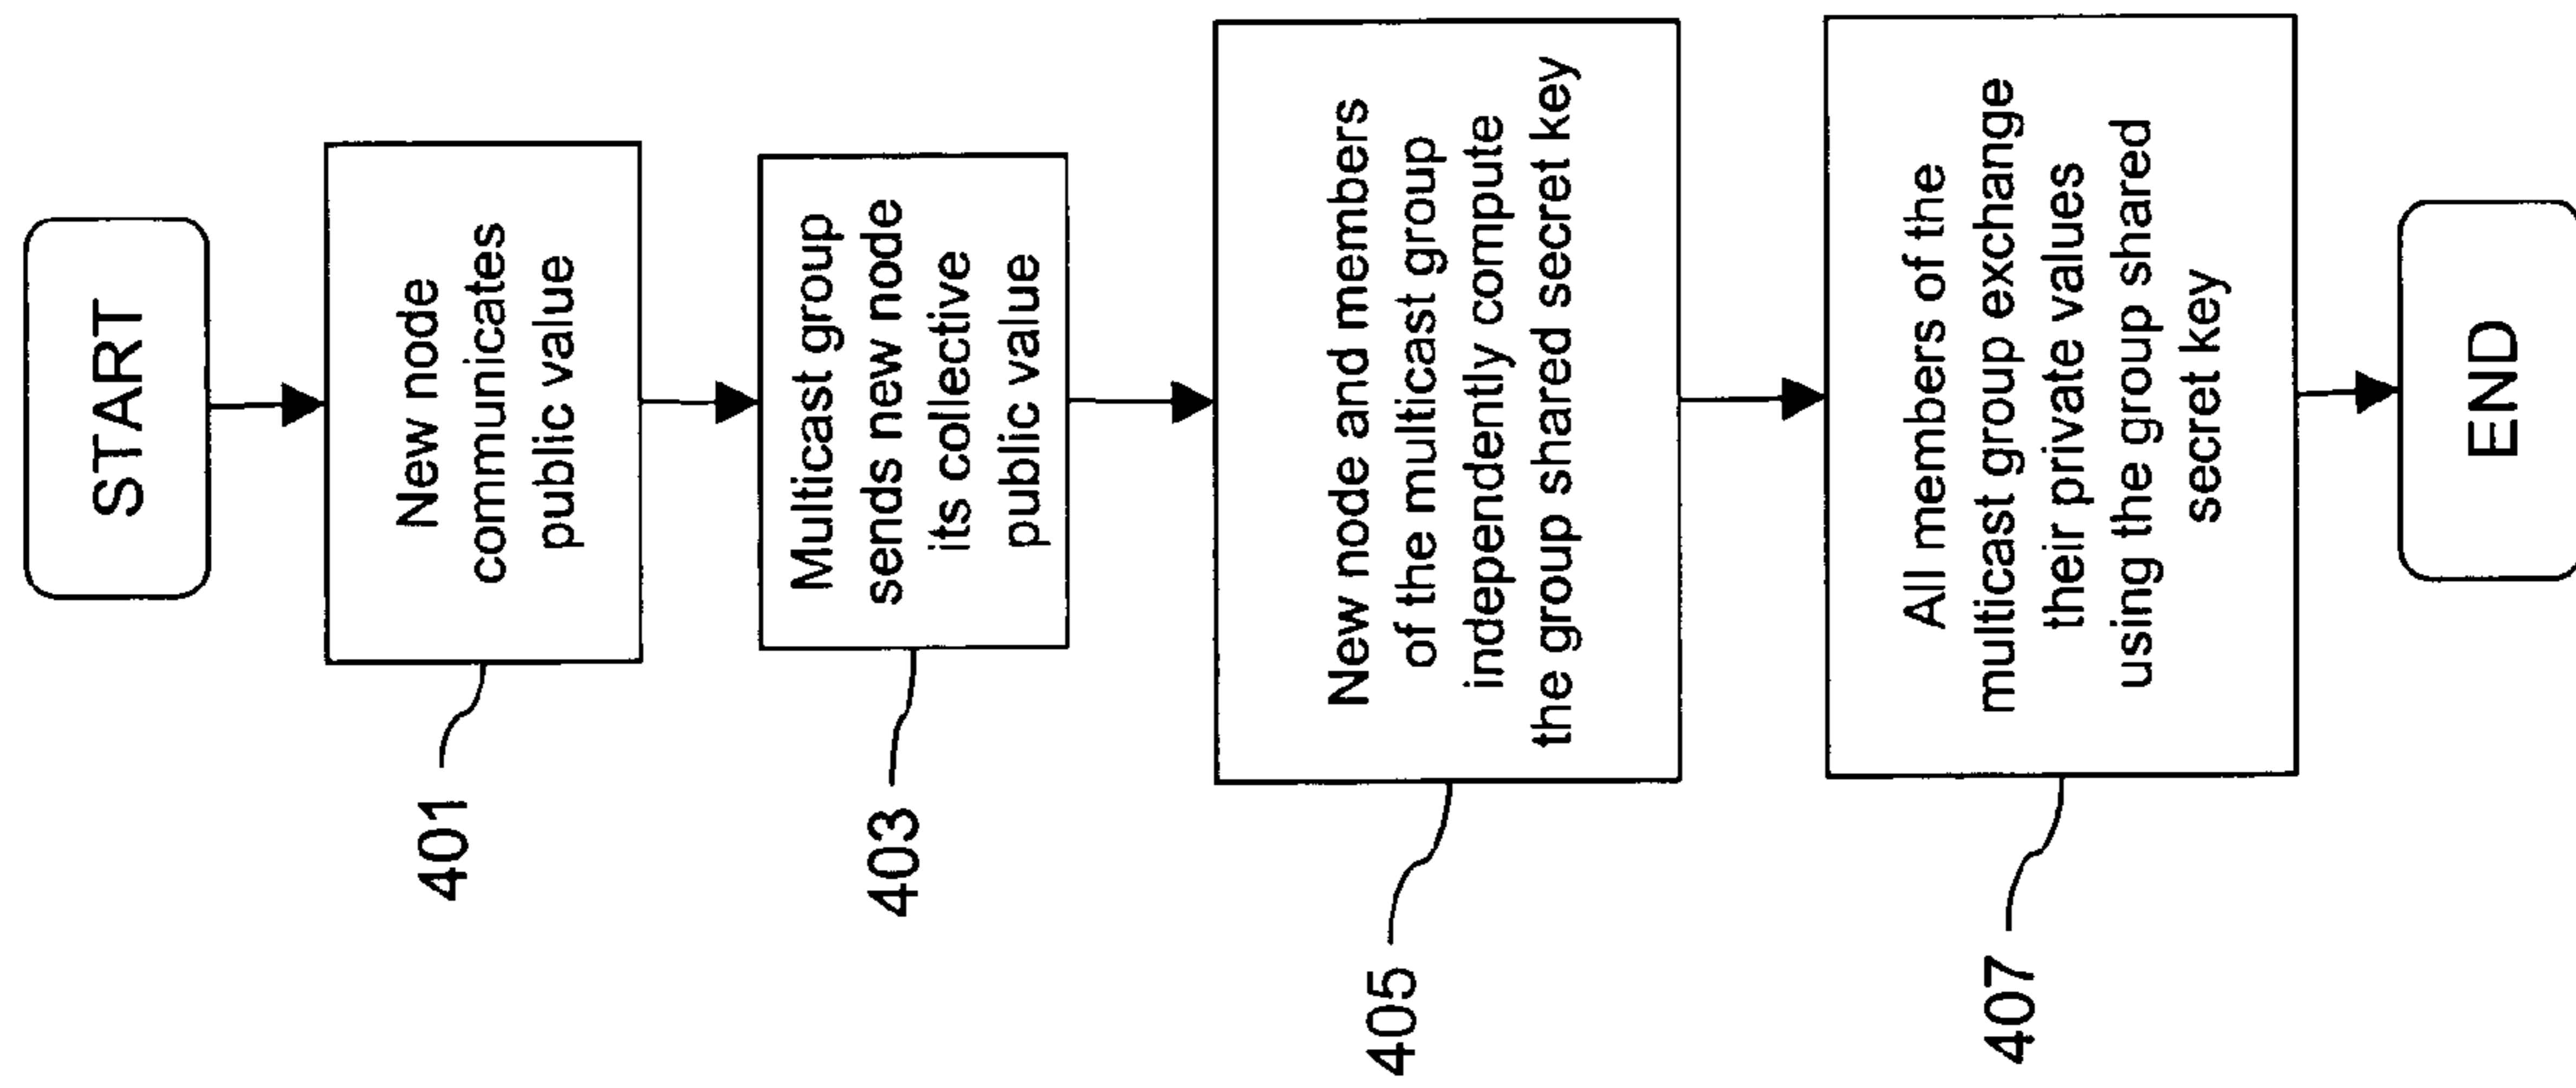 START
New node
communicates
public value
401
Multicast group
sends new node
its collective
public value
403
New node and members
of the multicast group
independently compute
the group shared secret key
405
All members of the
multicast group exchange
their private values
using the group shared
secret key
407
END